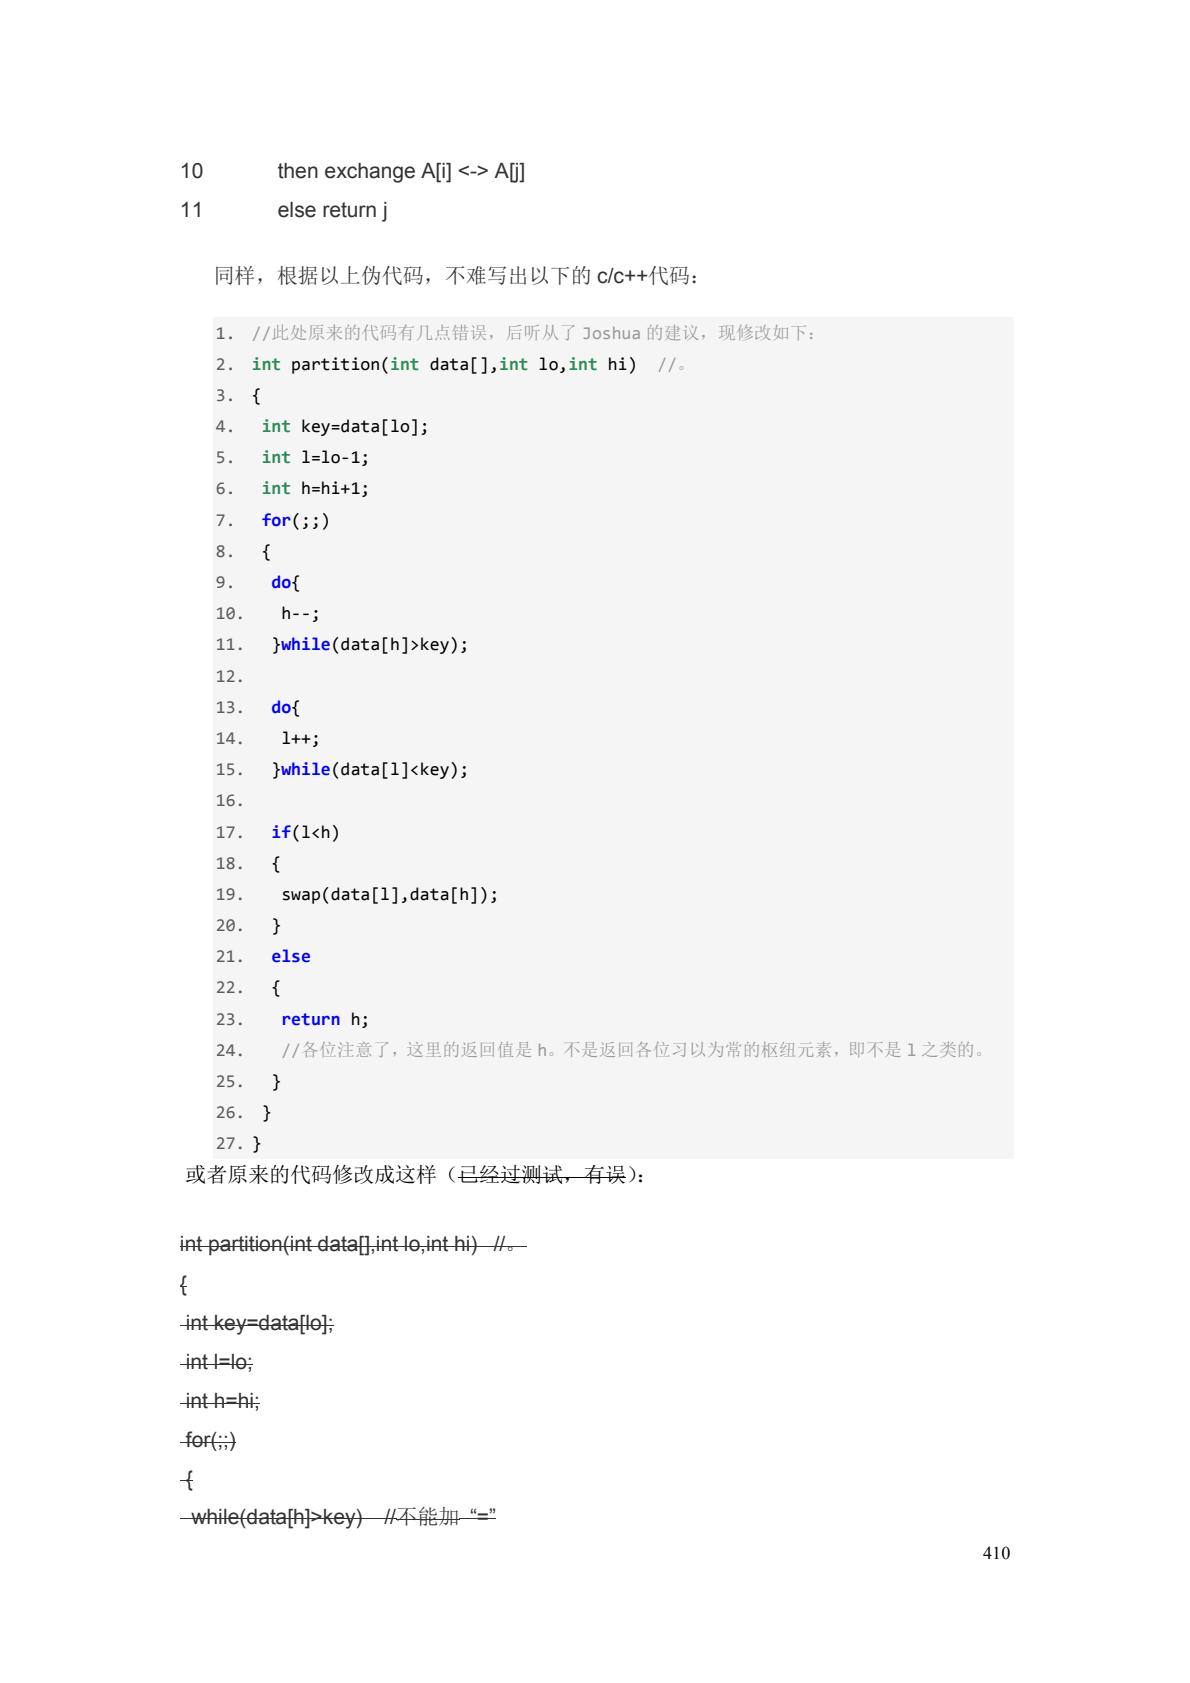 10 then exchange A[i] <-> A[j]
11 else return j
同样，根据以上伪代码，不难写出以下的 c/c++代码：
1. //此处原来的代码有几点错误，后听从了 Joshua 的建议，现修改如下：
2. int partition(int data[],int lo,int hi) //。
3. {
4. int key=data[lo];
5. int l=lo-1;
6. int h=hi+1;
7. for(;;)
8. {
9. do{
10. h--;
11. }while(data[h]>key);
12.
13. do{
14. l++;
15. }while(data[l]<key);
16.
17. if(l<h)
18. {
19. swap(data[l],data[h]);
20. }
21. else
22. {
23. return h;
24. //各位注意了，这里的返回值是 h。不是返回各位习以为常的枢纽元素，即不是 l 之类的。
25. }
26. }
27. }
或者原来的代码修改成这样（已经过测试，有误）：
int partition(int data[],int lo,int hi) //。
{
int key=data[lo];
int l=lo;
int h=hi;
for(;;)
{
while(data[h]>key) //不能加 “=”
410